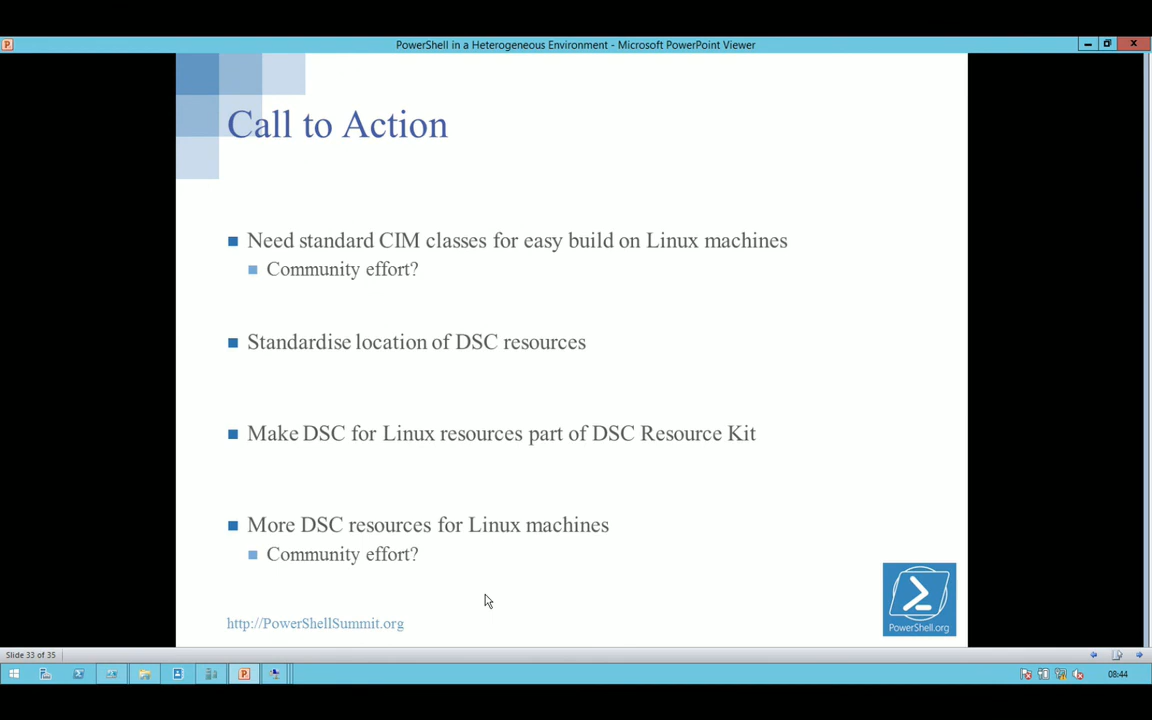 PowerShell in a Heterogeneous Environment - Microsoft PowerPoint Viewer
Call to Action
Need standard CIM classes for easy build on Linux machines
Community effort?
Standardise location of DSC resources
Make DSC for Linux resources part of DSC Resource Kit
More DSC resources for Linux machines
Community effort?
PowerShell.org
http://PowerShellSummit.org
Slide 33 of 35
08:44